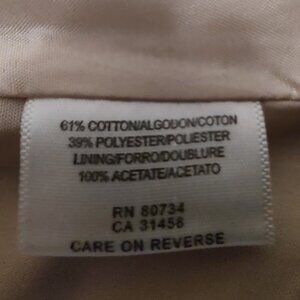 61% COTTON/ALGODON/COTON
39% POLYESTER/POLIESTER
LINING/FORRO/DOUBLURE
100% ACETATE/ACETATO
RN 80734
CA 31456
CARE ON REVERSE